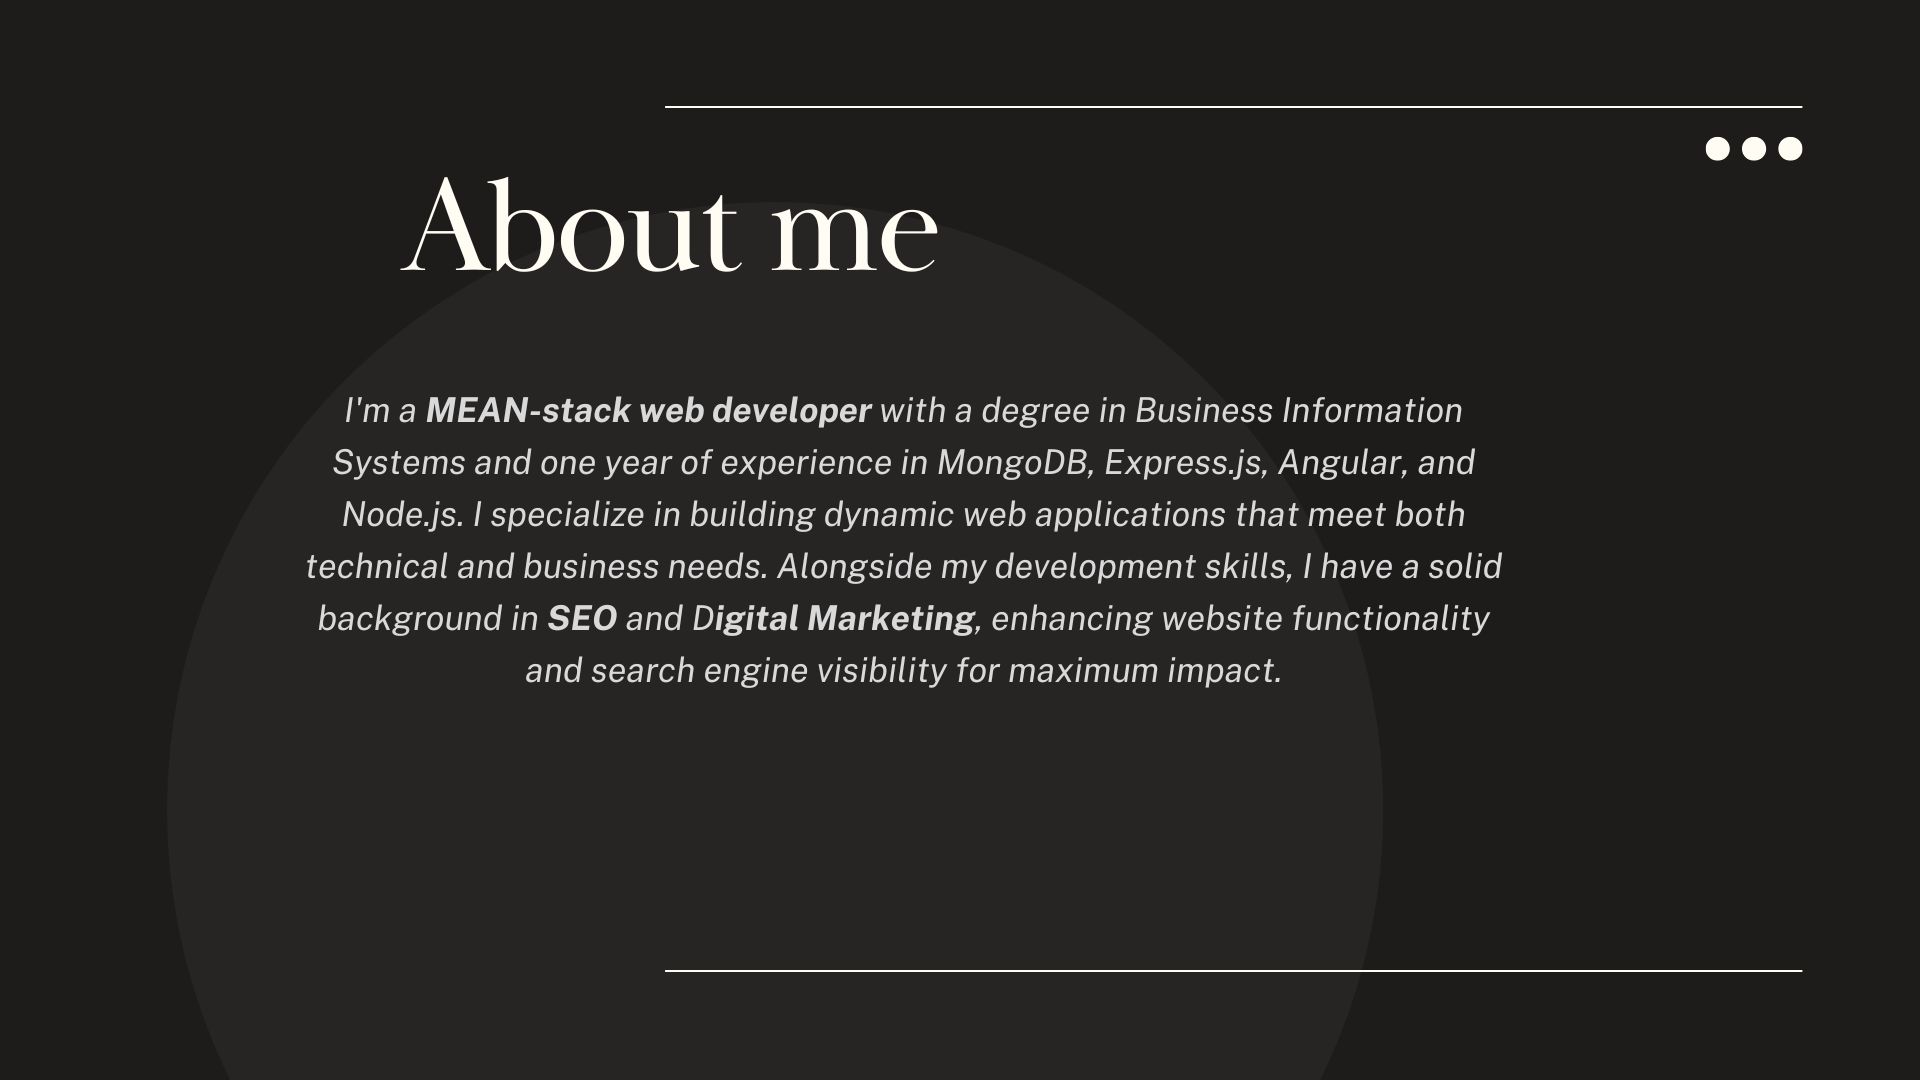 About me
I'm a MEAN-stack web developer with a degree in Business Information
Systems and one year of experience in MongoDB, Express.js, Angular, and
Node.js. I specialize in building dynamic web applications that meet both
technical and business needs. Alongside my development skills, I have a solid
background in SEO and Digital Marketing, enhancing website functionality
and search engine visibility for maximum impact.